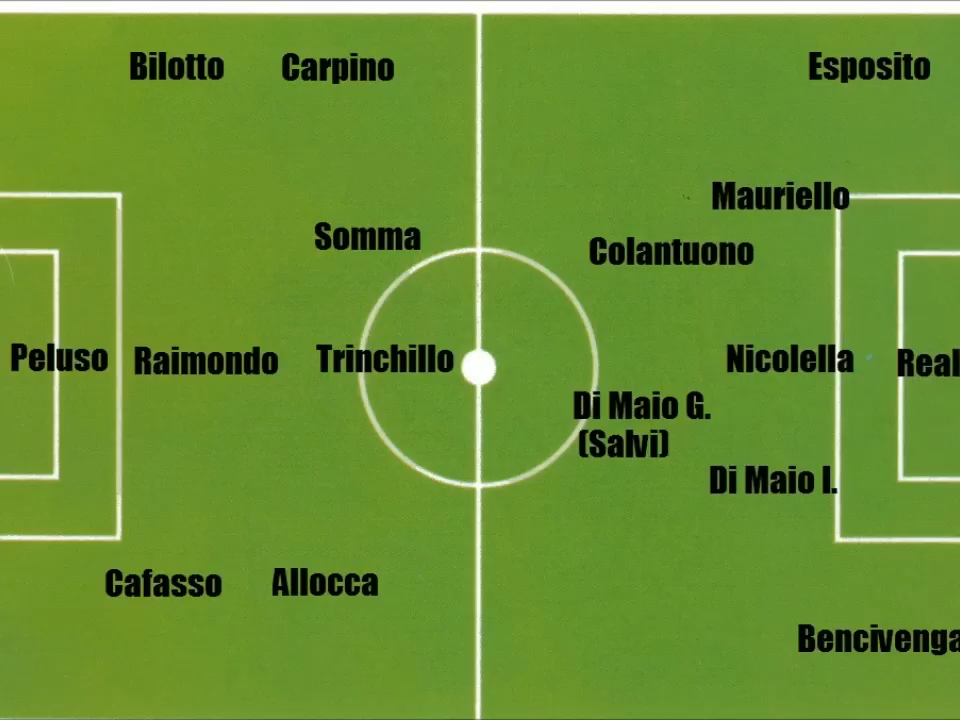 Bilotto Carpino Esposito
Mauriello
Somma
Colantuono
Peluso Raimondo Trinchillo Nicolella Real
Di Maio G.
(Salvi)
Di Maio I.
Cafasso Allocca
Bencivenga